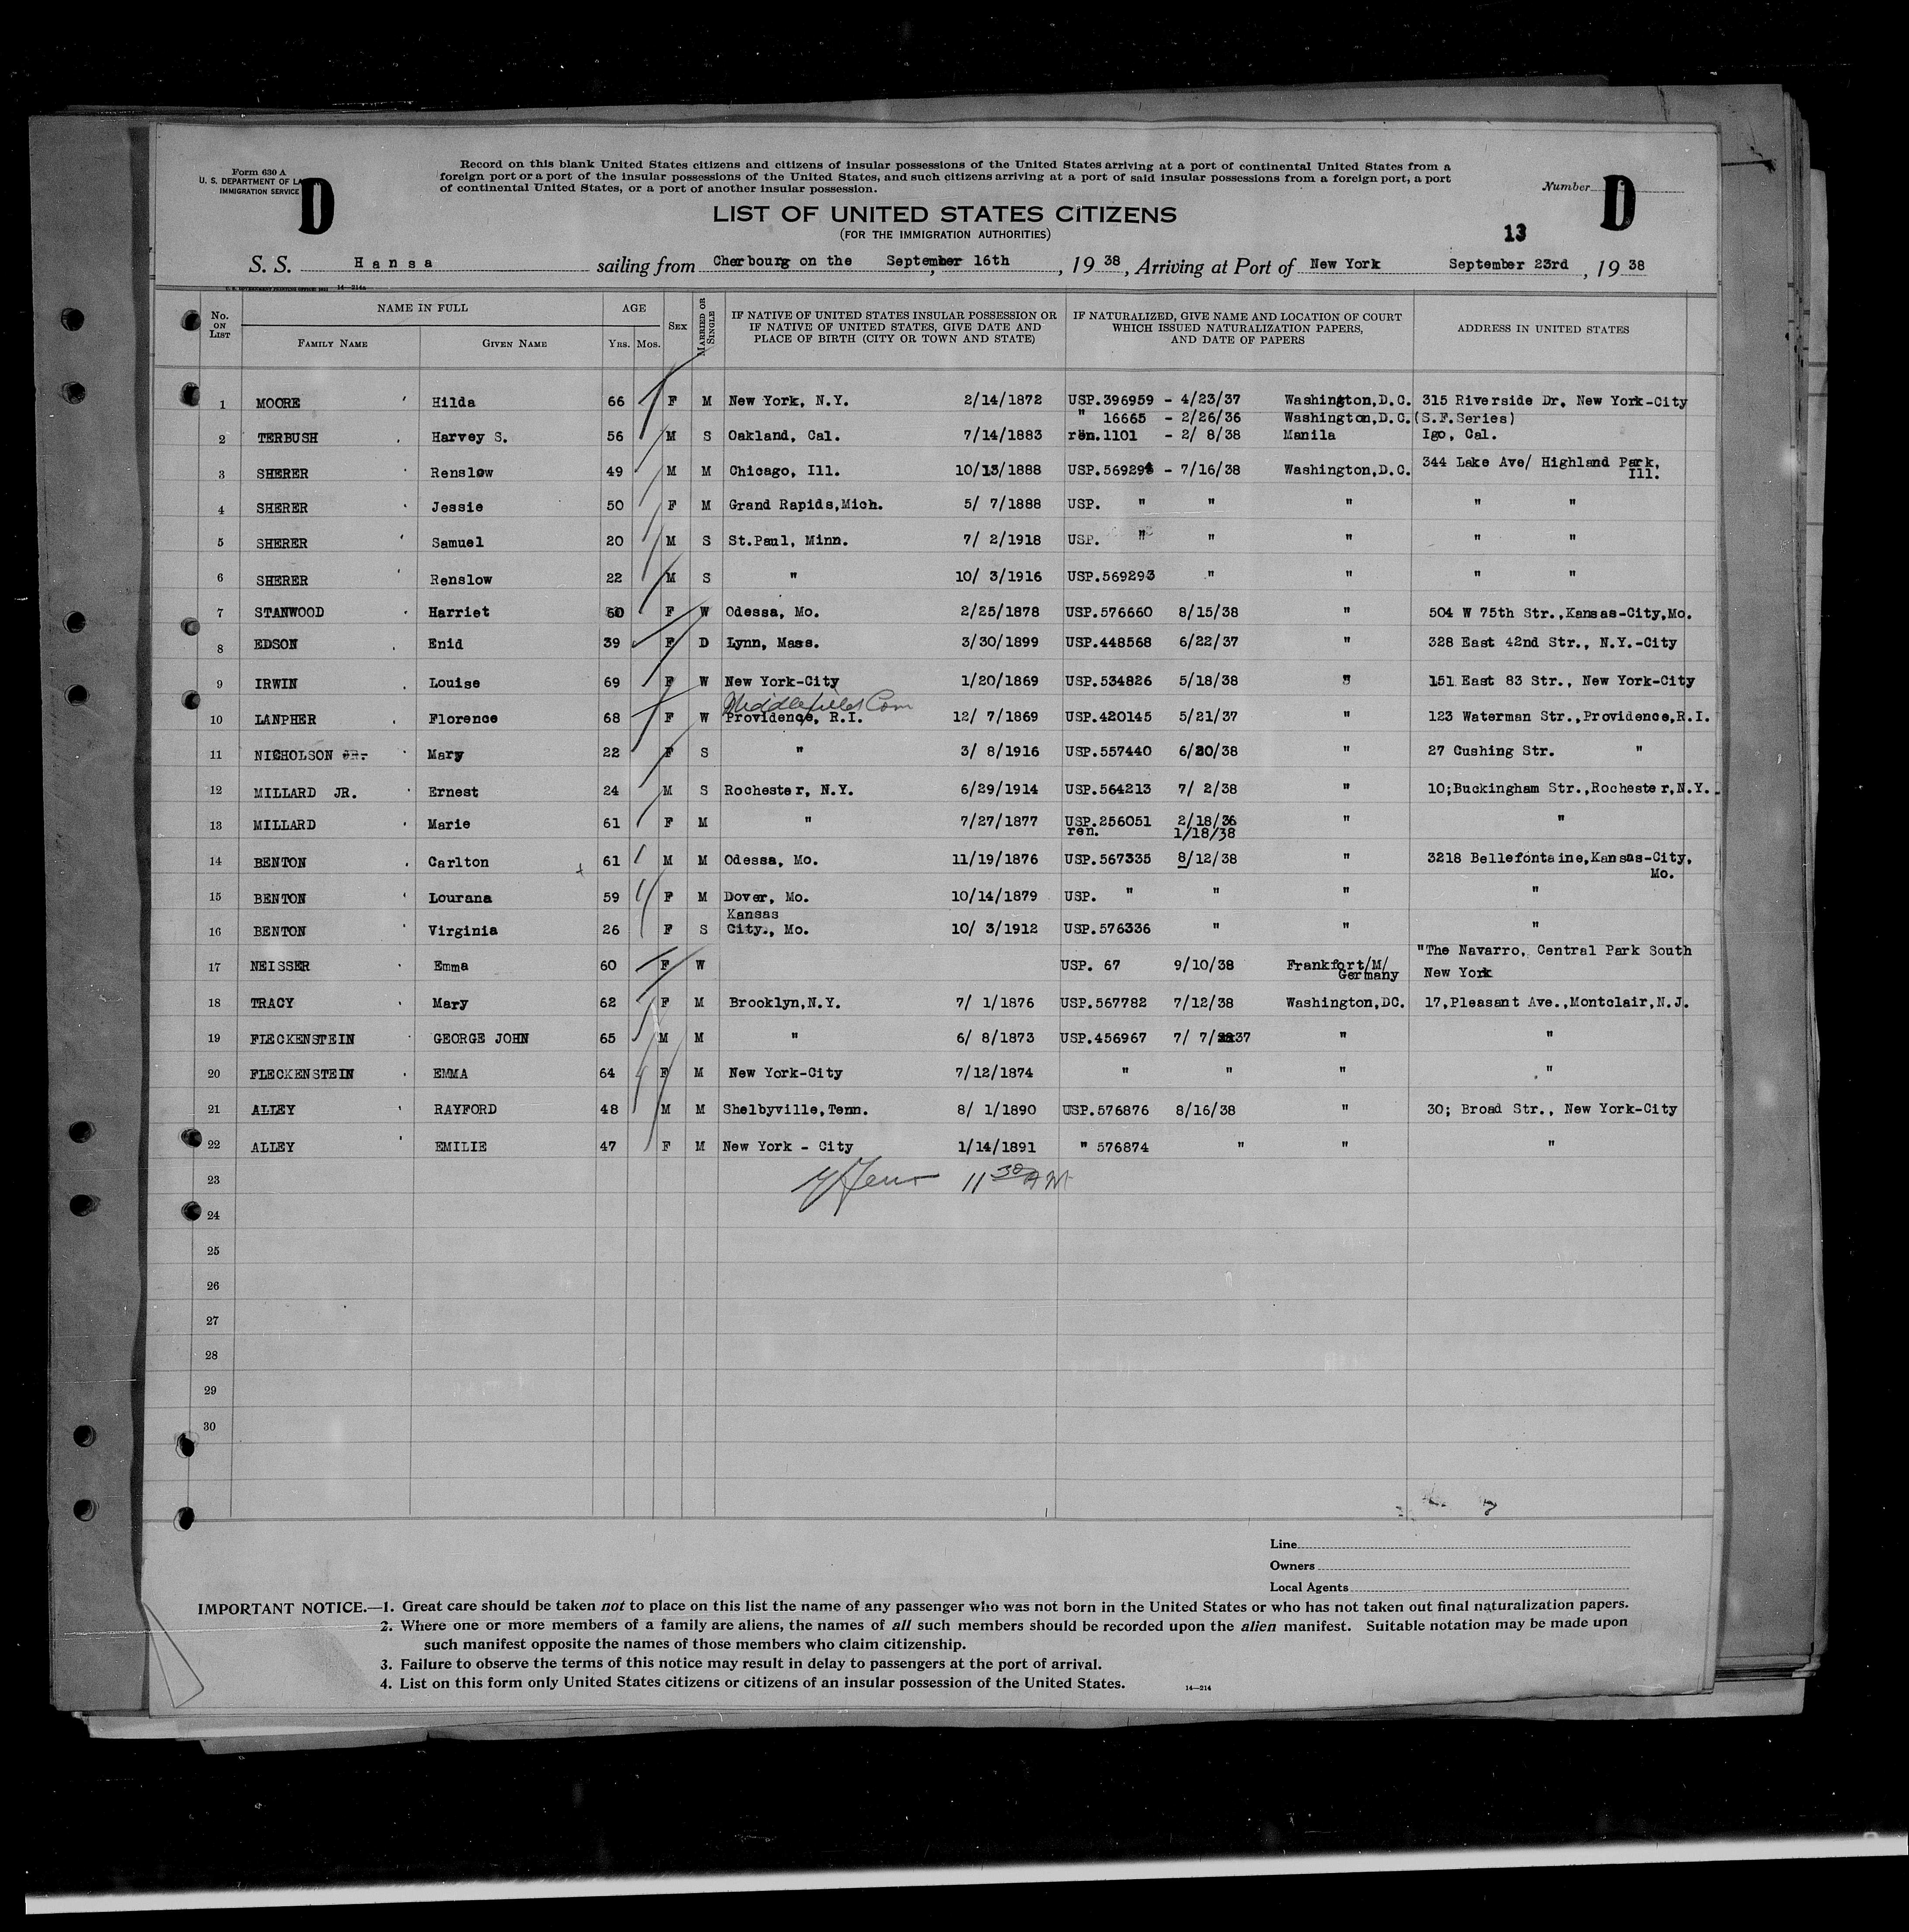 Record on this blank United States citizens and citizens of insular possessions of the United States arriving at a port of continental United States from a
foreign port or a port of the insular possessions of the United States, and such citizens arriving at a port of said insular possessions from a foreign port, a port
of continental United States, or a port of another insular possession.
Form 630 A
U. S. DEPARTMENT OF LA
IMMIGRATION SERVICE
D
Number
D
LIST OF UNITED STATES CITIZENS
(FOR THE IMMIGRATION AUTHORITIES)
13
S. S. Hansa sailing from Cherbourg on the September 16th, 19 38, Arriving at Port of New York September 23rd, 19 38
14—214a
No. ON LIST NAME IN FULL AGE SEX MARRIED OR SINGLE IF NATIVE OF UNITED STATES INSULAR POSSESSION OR IF NATIVE OF UNITED STATES, GIVE DATE AND PLACE OF BIRTH (CITY OR TOWN AND STATE) IF NATURALIZED, GIVE NAME AND LOCATION OF COURT WHICH ISSUED NATURALIZATION PAPERS, AND DATE OF PAPERS ADDRESS IN UNITED STATES
FAMILY NAME GIVEN NAME YRS. MOS.
1 MOORE Hilda 66 F M New York, N.Y. 2/14/1872 USP.396959 - 4/23/37 Washington,D.C. 315 Riverside Dr. New York-City
" 16665 - 2/26/36 Washington,D.C. (S.F.Series)
2 TERBUSH Harvey S. 56 M S Oakland, Cal. 7/14/1883 ren.1101 - 2/ 8/38 Manila Igo, Cal.
3 SHERER Renslow 49 M M Chicago, Ill. 10/13/1888 USP.569294 - 7/16/38 Washington,D.C. 344 Lake Ave/ Highland Park,
Ill.
4 SHERER Jessie 50 F M Grand Rapids,Mich. 5/ 7/1888 USP. " " " " "
5 SHERER Samuel 20 M S St.Paul, Minn. 7/ 2/1918 USP. " " " " "
6 SHERER Renslow 22 M S " 10/ 3/1916 USP.569293 " " " "
7 STANWOOD Harriet 60 F W Odessa, Mo. 2/25/1878 USP.576660 8/15/38 " 504 W 75th Str.,Kansas-City,Mo.
8 EDSON Enid 39 F D Lynn, Mass. 3/30/1899 USP.448568 6/22/37 " 328 East 42nd Str., N.Y.-City
9 IRWIN Louise 69 F W New York-City 1/20/1869 USP.534826 5/18/38 " 151 East 83 Str., New York-City
Middlefield Conn
10 LANPHER Florence 68 F W Providence, R.I. 12/ 7/1869 USP.420145 5/21/37 " 123 Waterman Str.,Providence,R.I.
11 NICHOLSON JR. Mary 22 F S " 3/ 8/1916 USP.557440 6/20/38 " 27 Cushing Str. "
12 MILLARD JR. Ernest 24 M S Rochester, N.Y. 6/29/1914 USP.564213 7/ 2/38 " 10;Buckingham Str.,Rochester,N.Y.
13 MILLARD Marie 61 F M " 7/27/1877 USP.256051 2/18/36 " "
ren. 1/18/38
14 BENTON Carlton 61 M M Odessa, Mo. 11/19/1876 USP.567335 8/12/38 " 3218 Bellefontaine,Kansas-City,
Mo.
15 BENTON Lourana 59 F M Dover, Mo. 10/14/1879 USP. " " " "
Kansas
16 BENTON Virginia 26 F S City., Mo. 10/ 3/1912 USP.576336 " " "
"The Navarro, Central Park South
17 NEISSER Emma 60 F W USP. 67 9/10/38 Frankfort/M/
Germany New York
18 TRACY Mary 62 F M Brooklyn,N.Y. 7/ 1/1876 USP.567782 7/12/38 Washington,DC. 17,Pleasant Ave.,Montclair,N.J.
19 FLECKENSTEIN GEORGE JOHN 65 M M " 6/ 8/1873 USP.456967 7/ 7/37 " "
20 FLECKENSTEIN EMMA 64 F M New York-City 7/12/1874 " " " "
21 ALLEY RAYFORD 48 M M Shelbyville,Tenn. 8/ 1/1890 USP.576876 8/16/38 " 30; Broad Str., New York-City
22 ALLEY EMILIE 47 F M New York - City 1/14/1891 " 576874 " " "
23 11 30 AM
24
25
26
27
28
29
30
Line
Owners
Local Agents
IMPORTANT NOTICE.—1. Great care should be taken not to place on this list the name of any passenger who was not born in the United States or who has not taken out final naturalization papers.
2. Where one or more members of a family are aliens, the names of all such members should be recorded upon the alien manifest. Suitable notation may be made upon
such manifest opposite the names of those members who claim citizenship.
3. Failure to observe the terms of this notice may result in delay to passengers at the port of arrival.
4. List on this form only United States citizens or citizens of an insular possession of the United States.
14—214